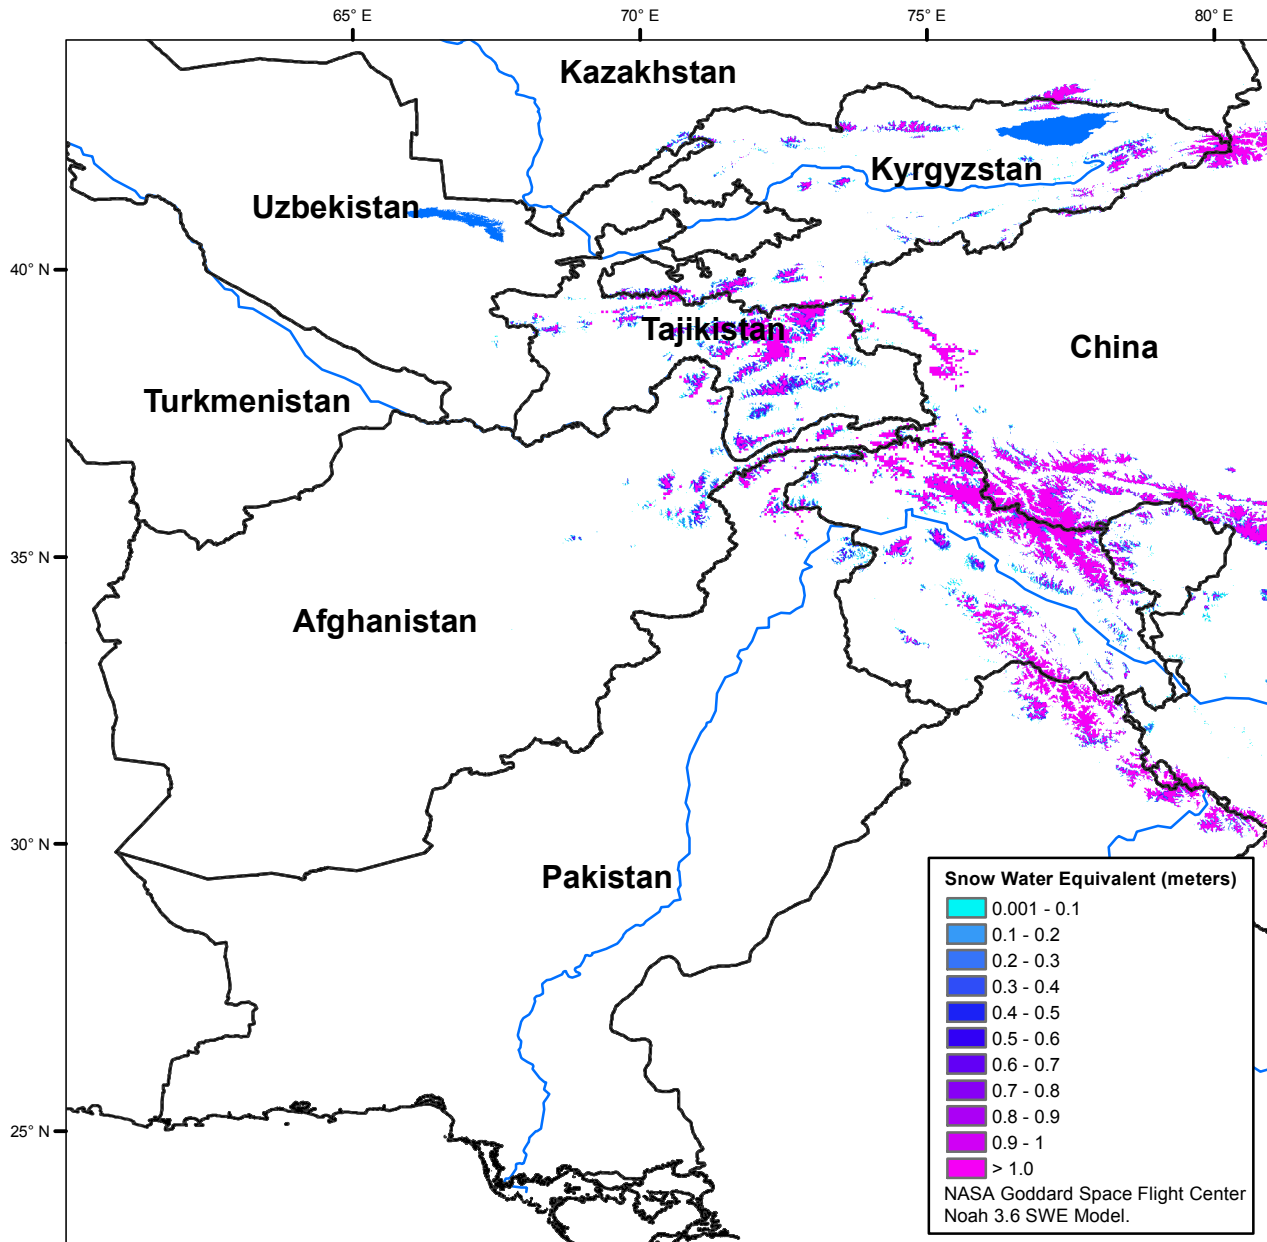 65° E
70° E
75° E
80° E
Kazakhstan
Kyrgyzstan
Uzbekistan
40° N
Tajikistan
China
Turkmenistan
35° N
Afghanistan
30° N
Pakistan
25° N
Snow Water Equivalent (meters)
0.001 - 0.1
0.1 - 0.2
0.2 - 0.3
0.3 - 0.4
0.4 - 0.5
0.5 - 0.6
0.6 - 0.7
0.7 - 0.8
0.8 - 0.9
0.9 - 1
> 1.0
NASA Goddard Space Flight Center
Noah 3.6 SWE Model.